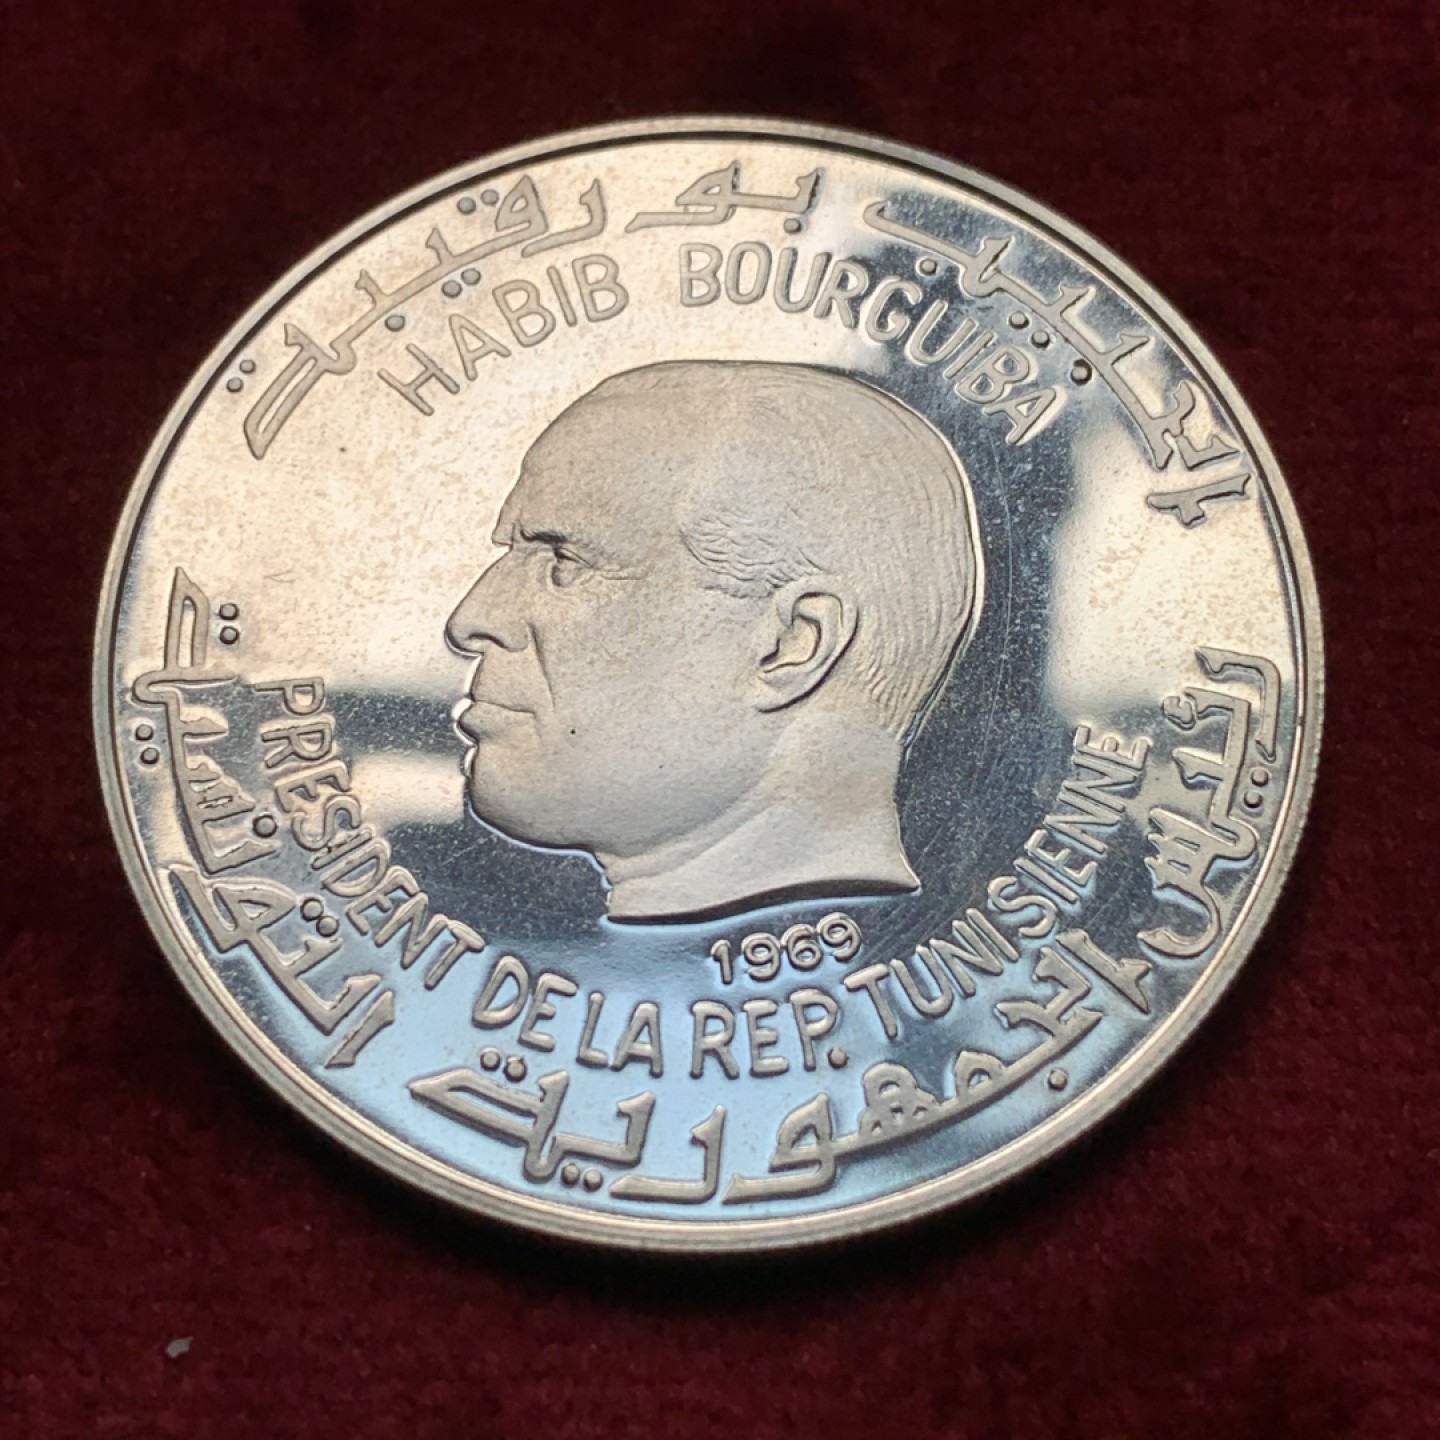 الحبيب بورقيبة
HABIB BOURGUIBA
1969
PRESIDENT DE LA REP. TUNISIENNE
رئيس الجمهورية التونسية